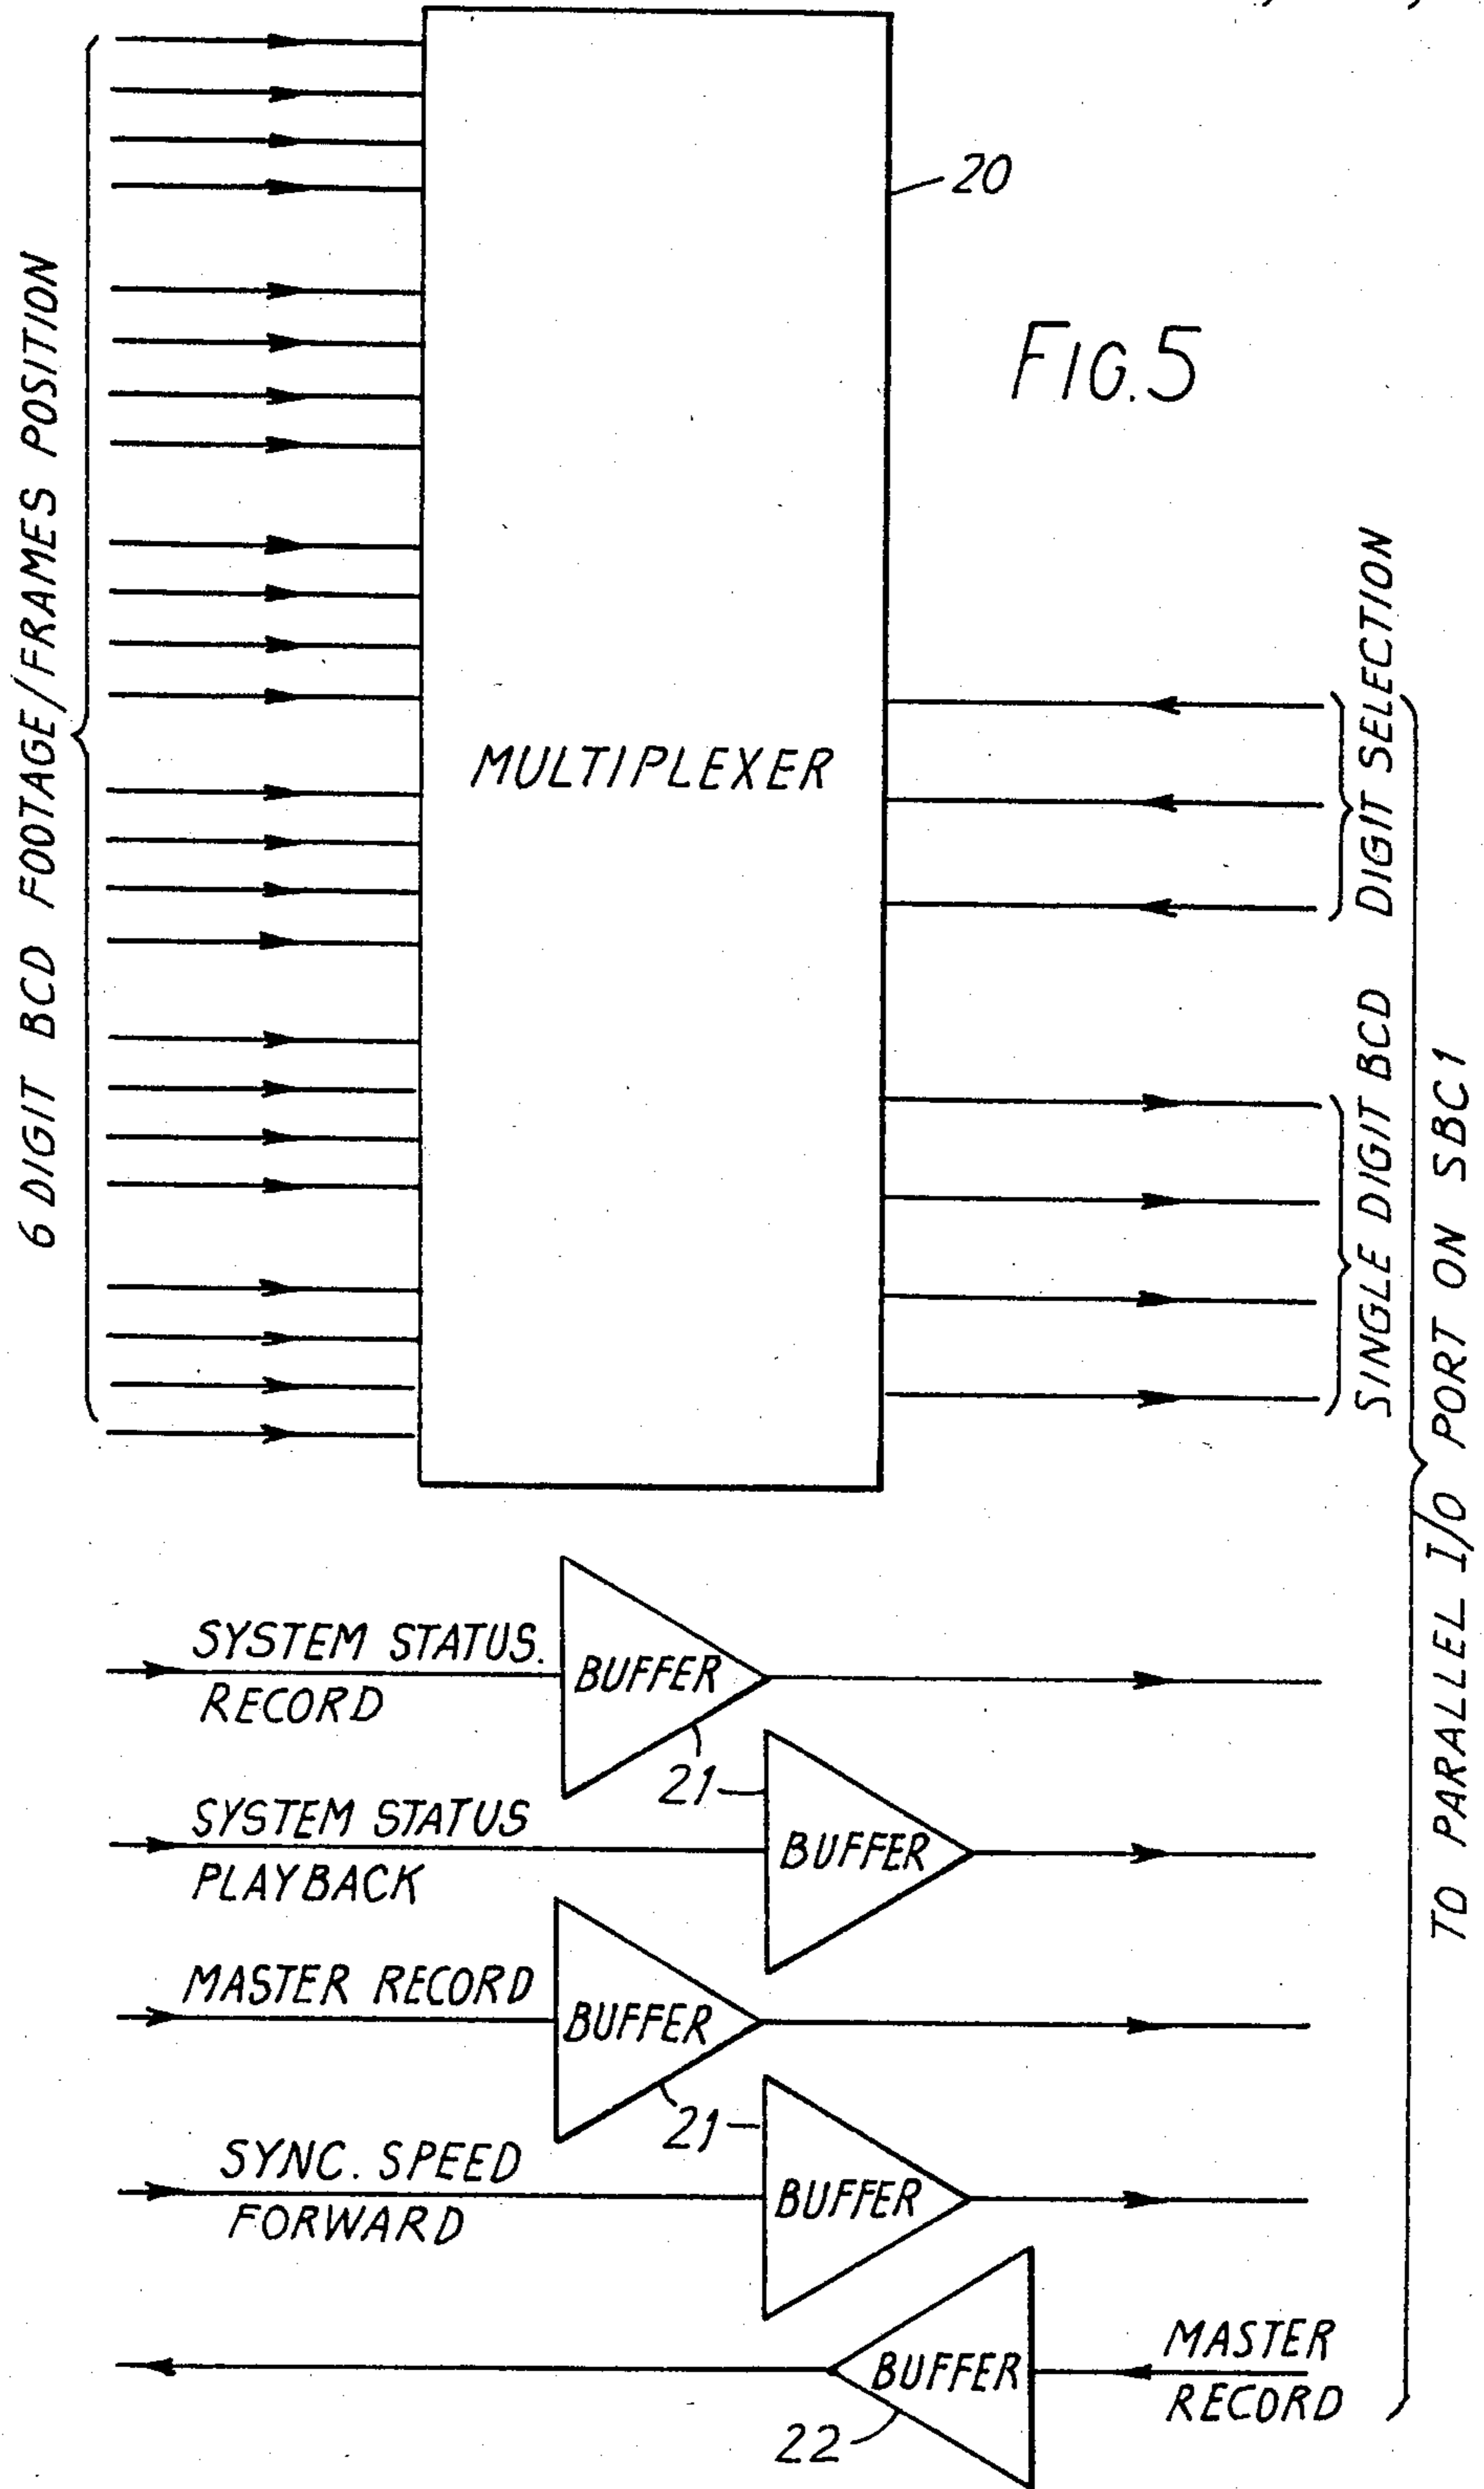 6 DIGIT BCD FOOTAGE/FRAMES POSITION
20
FIG. 5
MULTIPLEXER
DIGIT SELECTION
SINGLE DIGIT BCD
TO PARALLEL I/O PORT ON SBC1
SYSTEM STATUS.
RECORD
BUFFER
21
SYSTEM STATUS
PLAYBACK
BUFFER
MASTER RECORD
BUFFER
21
SYNC. SPEED
FORWARD
BUFFER
BUFFER
22
MASTER
RECORD